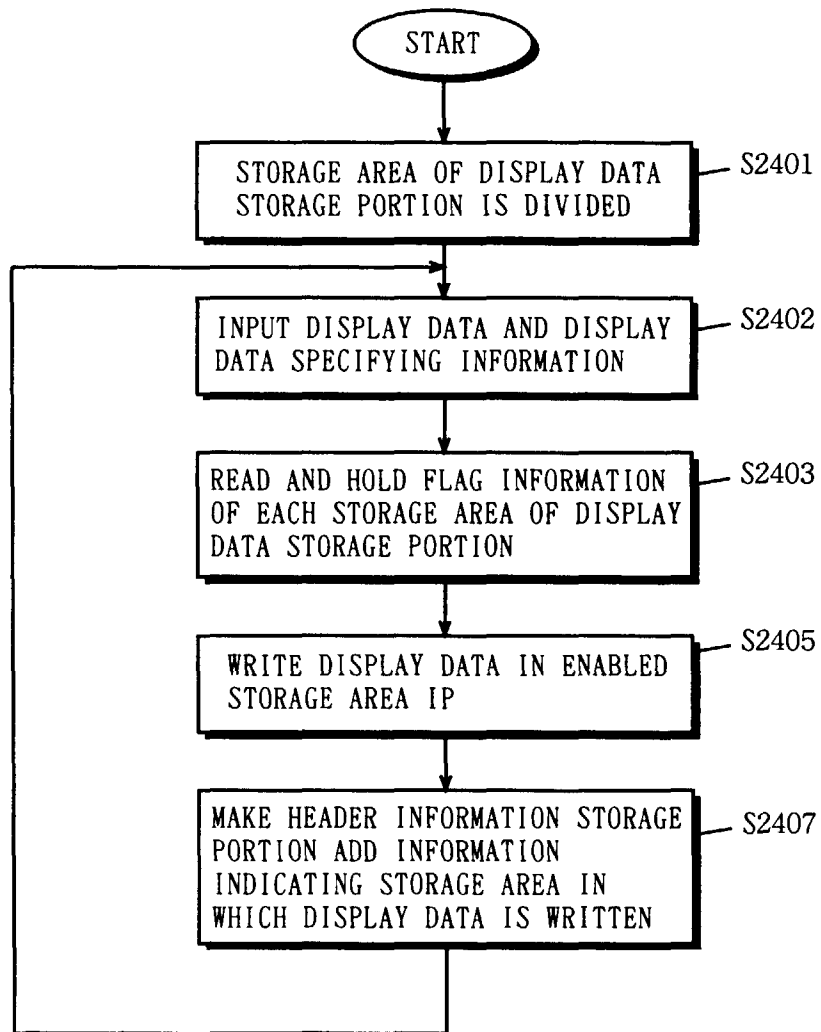 START
STORAGE AREA OF DISPLAY DATA
STORAGE PORTION IS DIVIDED
S2401
INPUT DISPLAY DATA AND DISPLAY
DATA SPECIFYING INFORMATION
S2402
READ AND HOLD FLAG INFORMATION
OF EACH STORAGE AREA OF DISPLAY
DATA STORAGE PORTION
S2403
WRITE DISPLAY DATA IN ENABLED
STORAGE AREA IP
S2405
MAKE HEADER INFORMATION STORAGE
PORTION ADD INFORMATION
INDICATING STORAGE AREA IN
WHICH DISPLAY DATA IS WRITTEN
S2407